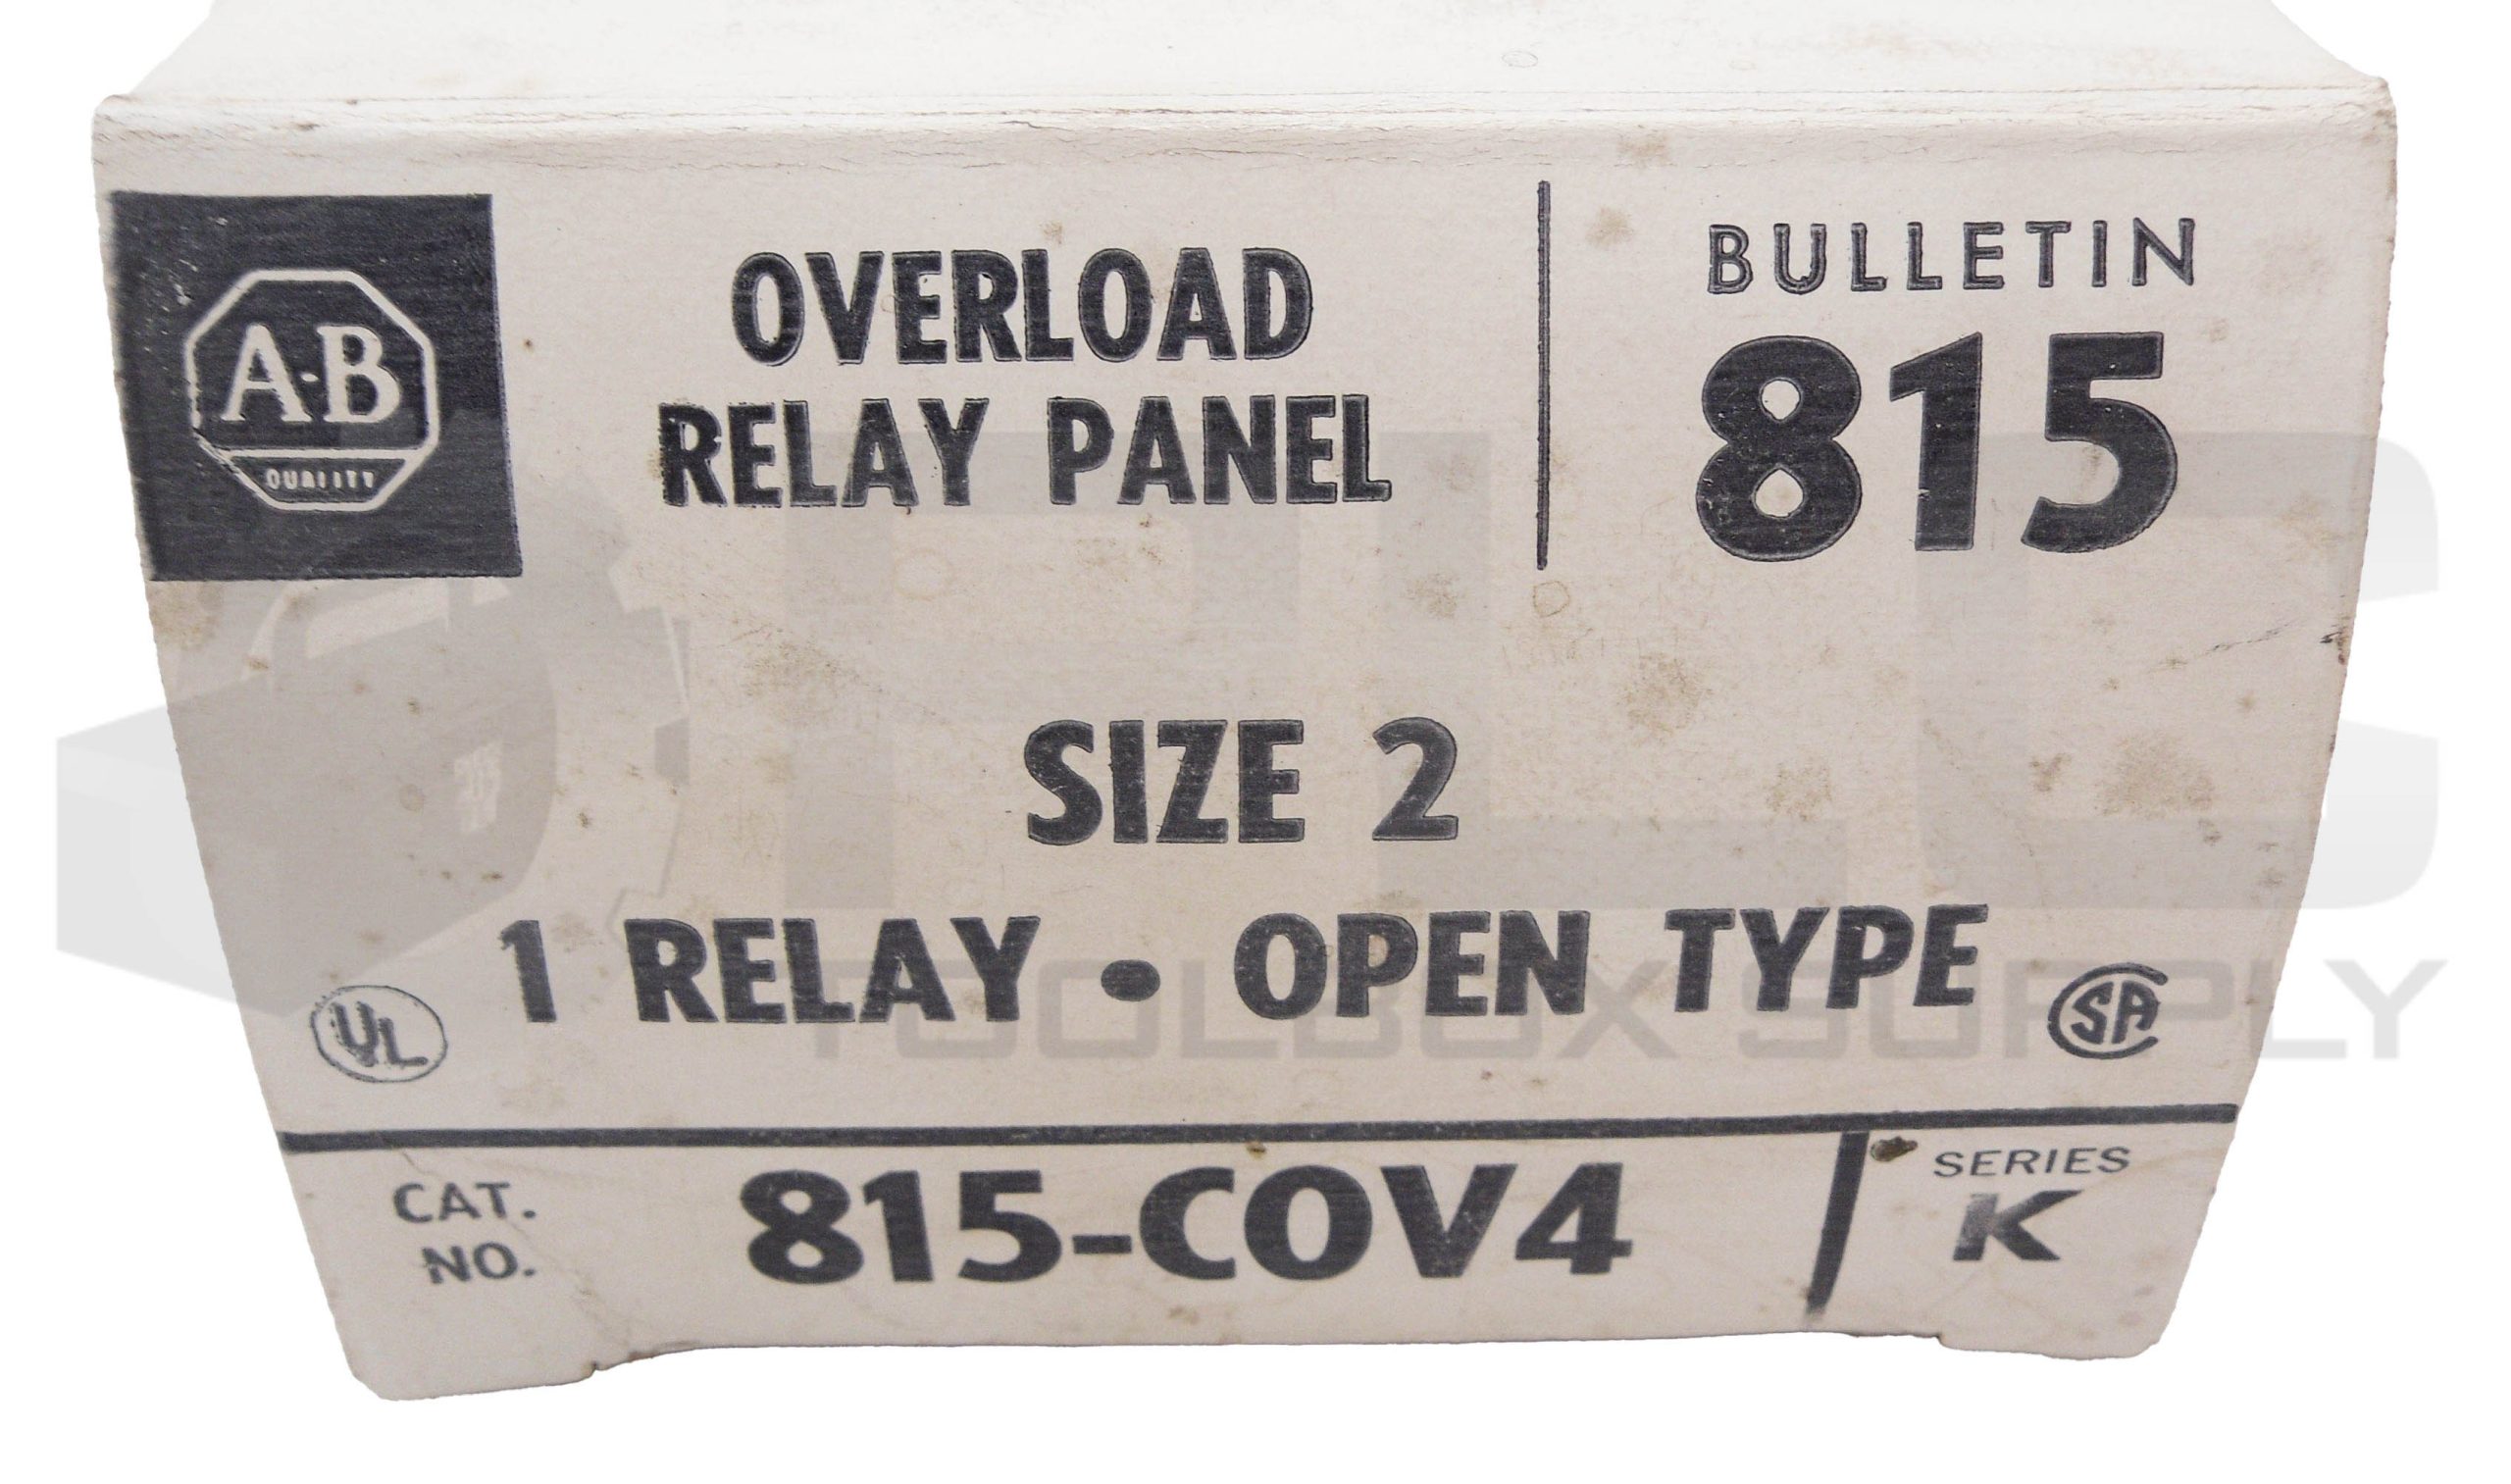 A-B
QUALITY
OVERLOAD
RELAY PANEL
BULLETIN
815
SIZE 2
1 RELAY • OPEN TYPE
UL
SA
CAT.
NO.
815-COV4
SERIES
K
PLC
TOOLBOX SUPPLY